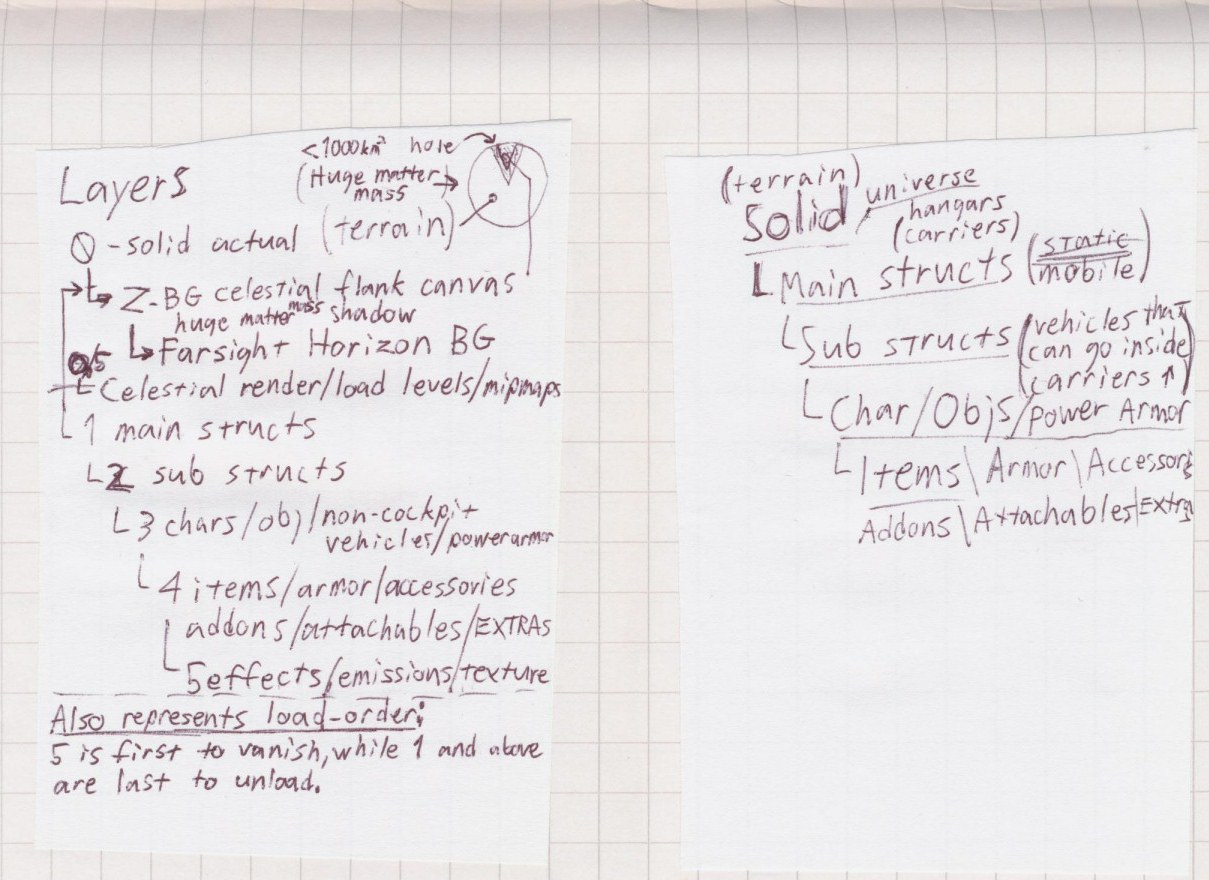 Layers
<1000km hole
(Huge matter
mass
0 - solid actual (terrain)
Z-BG celestial flank canvas
huge matter mass shadow
Farsight Horizon BG
0,5
Celestial render/load levels/mipmaps
1 main structs
2 sub structs
3 chars/obj/non-cockpit
vehicles/powerarmor
4 items/armor/accessories
addons/attachables/EXTRAs
5 effects/emissions/texture
Also represents load-order:
5 is first to vanish, while 1 and above
are last to unload.
(terrain)
Solid/universe
hangars
(carriers)
Main structs (static
mobile)
Sub structs (vehicles that
can go inside
carriers ↑)
Char/Objs/power Armor
Items\Armor\Accessoris
Addons\Attachables\Extras